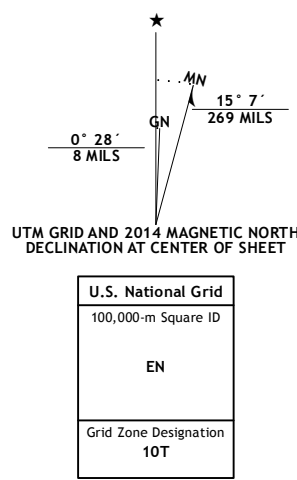 ★
MN
GN
15° 7´
269 MILS
0° 28´
8 MILS
UTM GRID AND 2014 MAGNETIC NORTH
DECLINATION AT CENTER OF SHEET
U.S. National Grid
100,000-m Square ID
EN
Grid Zone Designation
10T